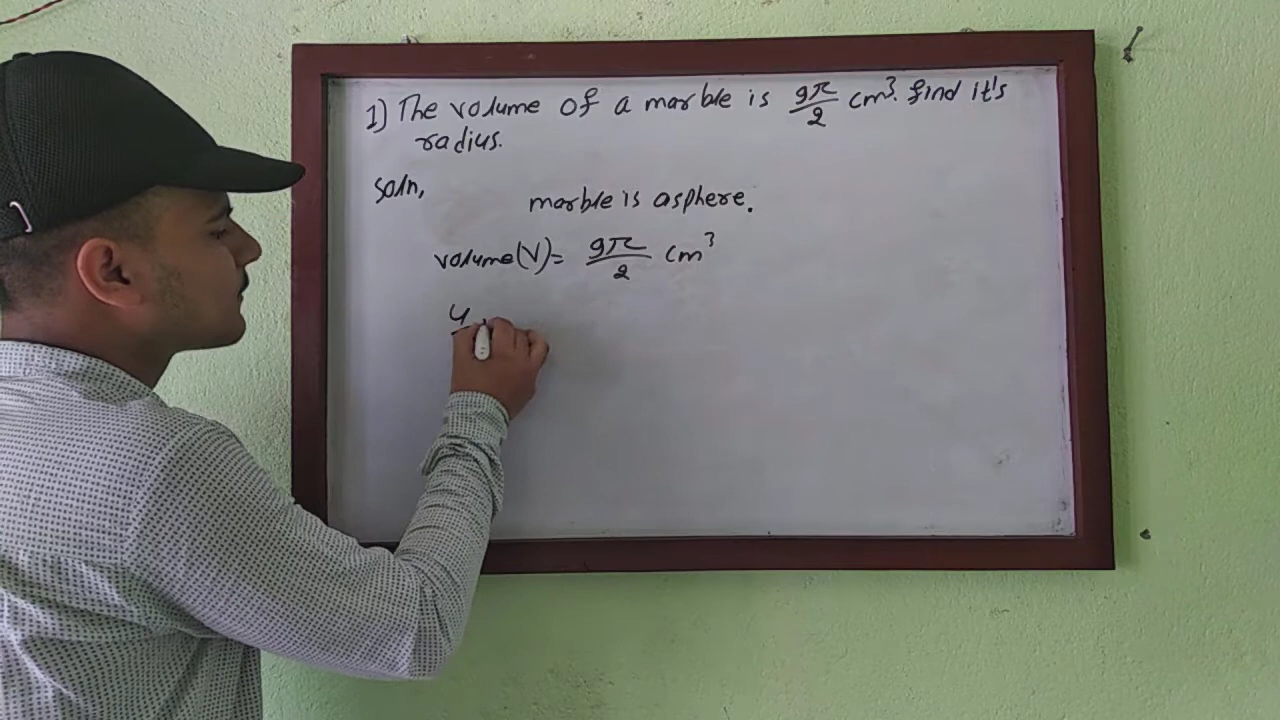 1) The volume of a marble is 9π/2 cm³. find it's
radius.
Soln,
marble is a sphere.
volume(V)= 9π/2 cm³
4